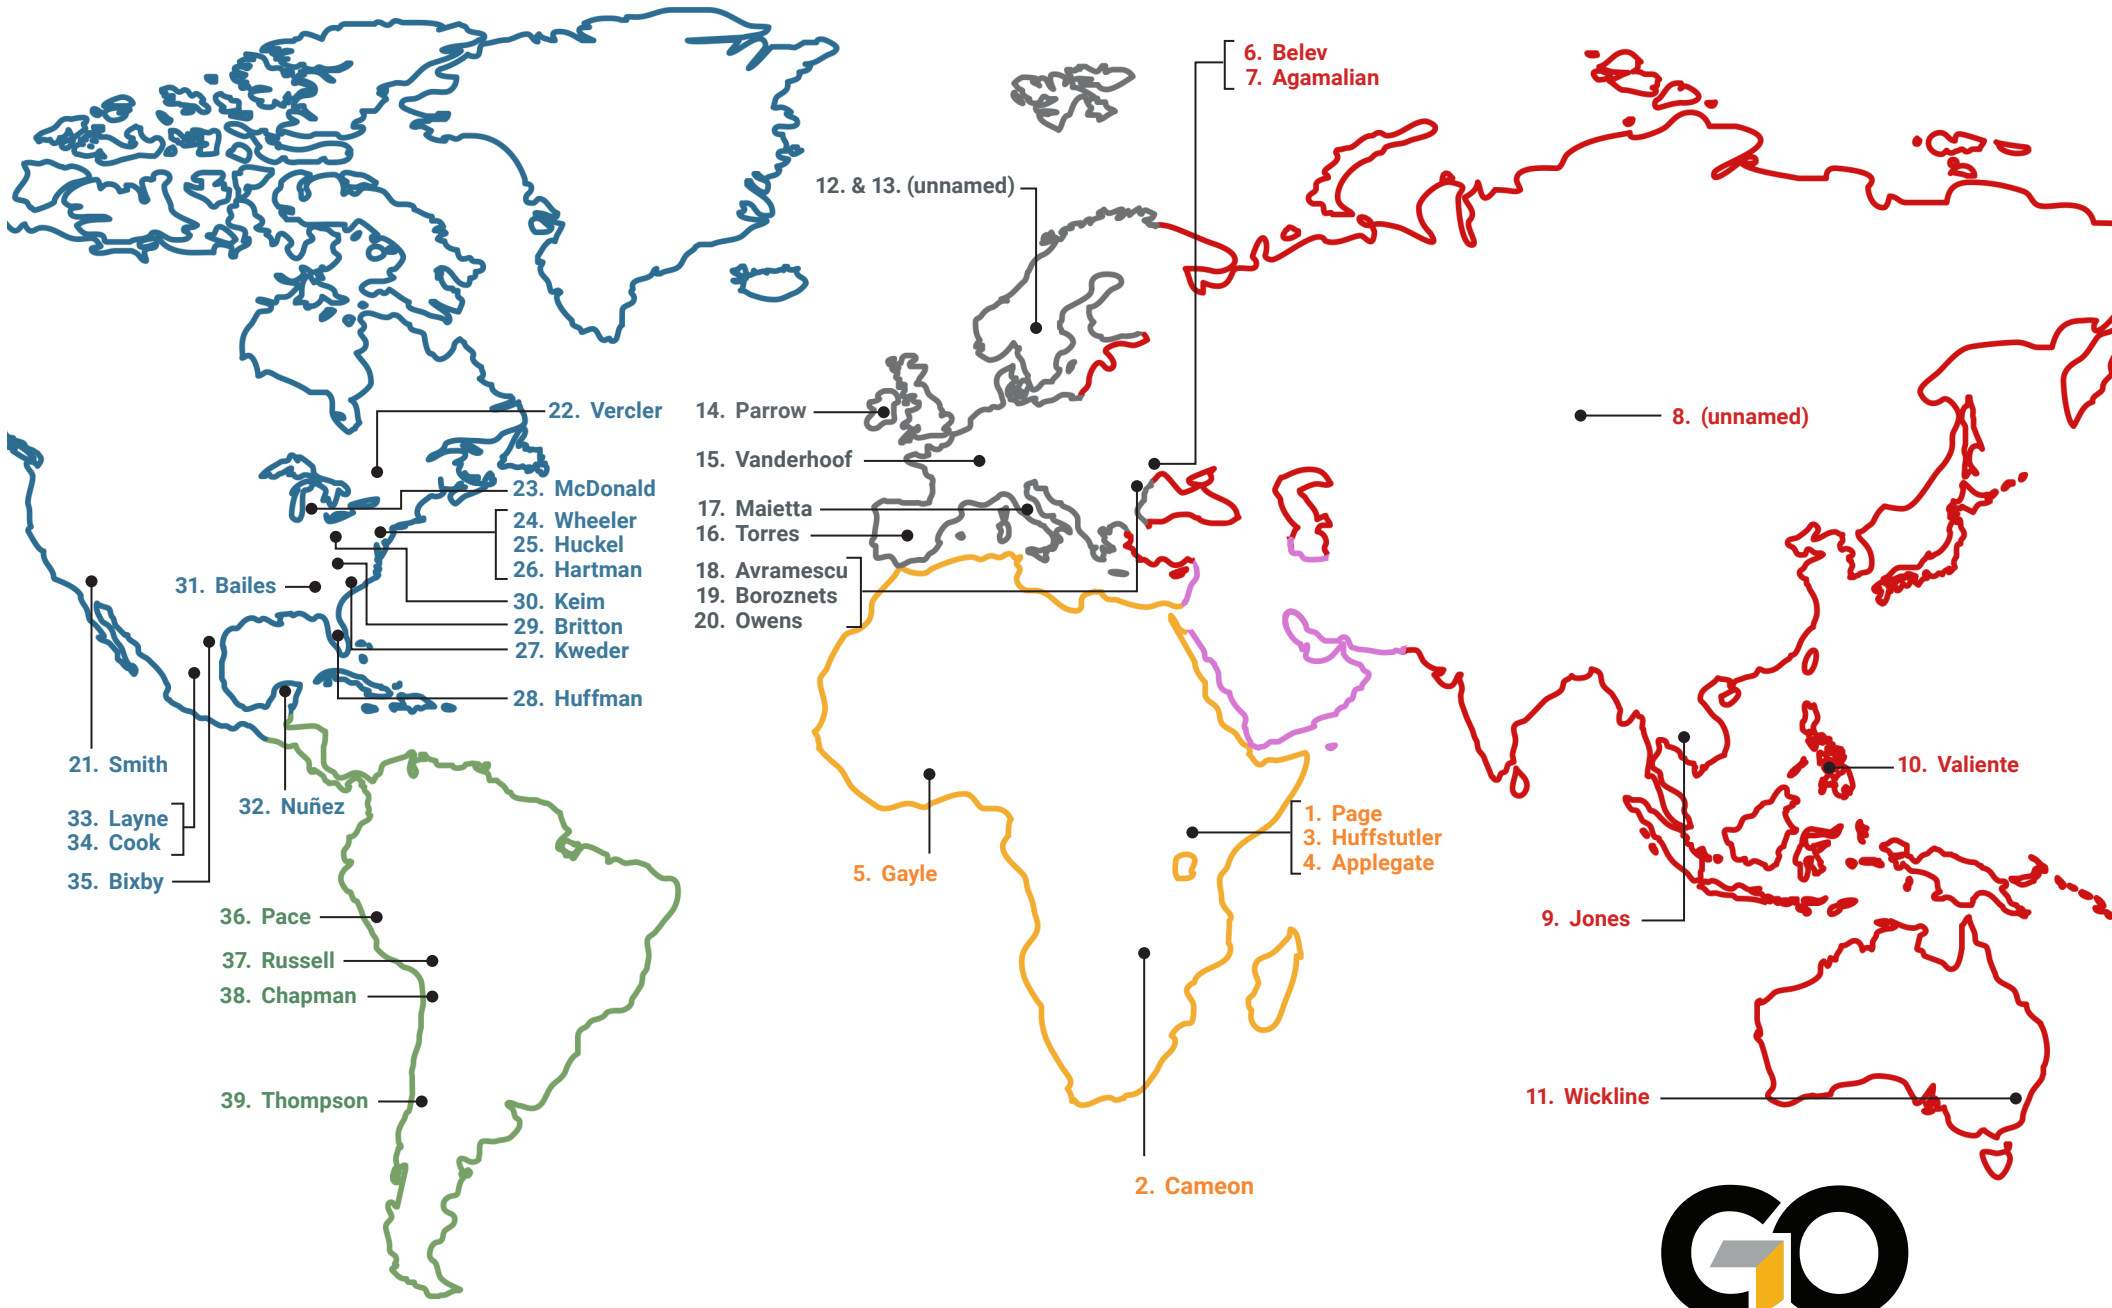 6. Belev
7. Agamalian
12. & 13. (unnamed)
22. Vercler
14. Parrow
8. (unnamed)
15. Vanderhoof
23. McDonald
17. Maietta
24. Wheeler
16. Torres
25. Huckel
26. Hartman
18. Avramescu
31. Bailes
19. Boroznets
30. Keim
20. Owens
29. Britton
27. Kweder
28. Huffman
21. Smith
10. Valiente
32. Nuñez
33. Layne
34. Cook
1. Page
3. Huffstutler
4. Applegate
5. Gayle
35. Bixby
36. Pace
9. Jones
37. Russell
38. Chapman
39. Thompson
11. Wickline
2. Cameon
GO